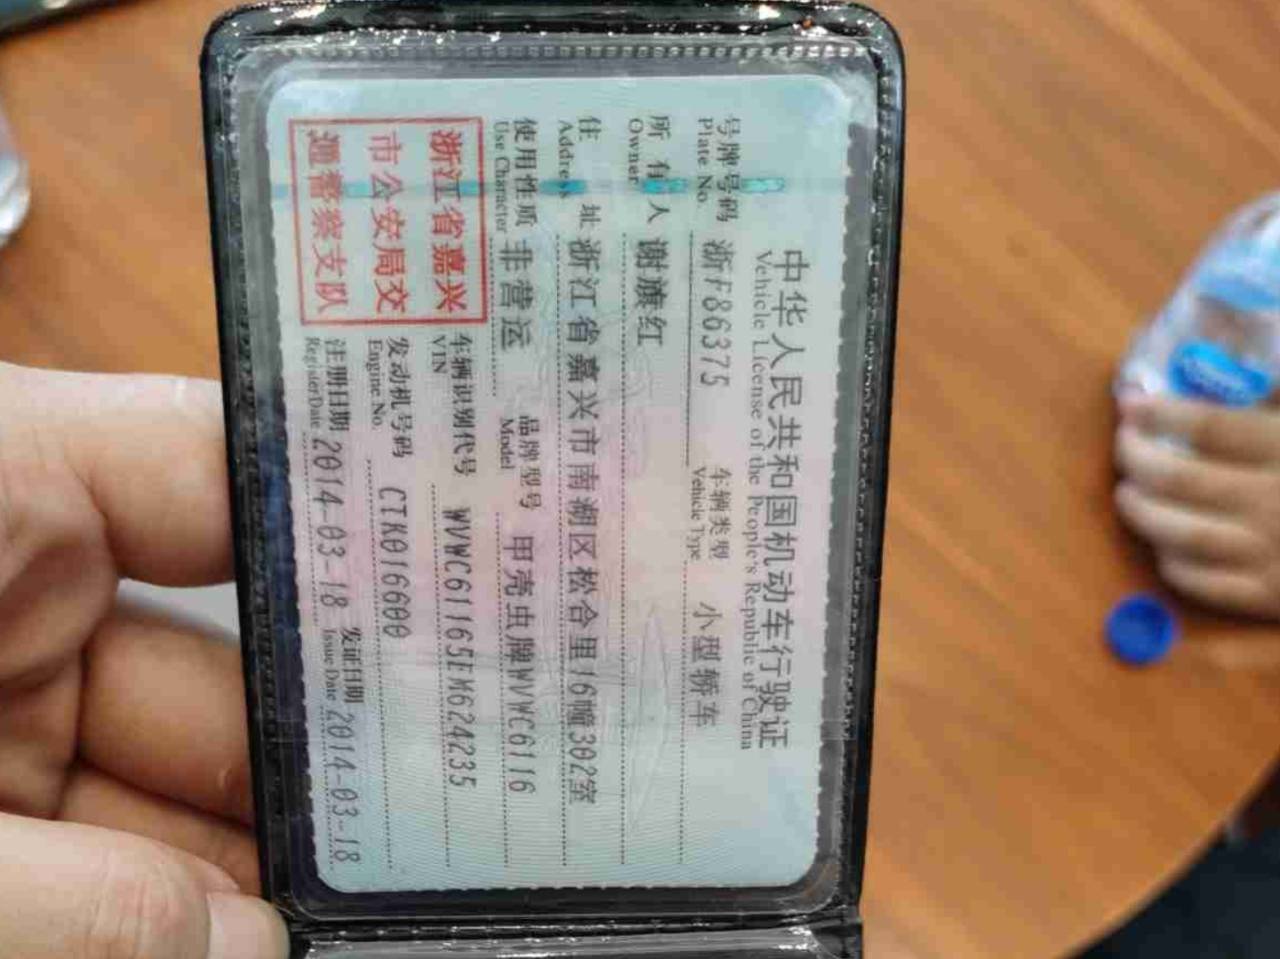 中华人民共和国机动车行驶证
Vehicle License of the People's Republic of China
号牌号码 浙F86375 车辆类型 小型轿车
Plate No. Vehicle Type
所有人 谢旗红
Owner
住址 浙江省嘉兴市南湖区松合里16幢302室
Address
使用性质 非营运 品牌型号 甲壳虫牌WVWC6116
Use Character Model
浙江省嘉兴
市公安局交
通警察支队
车辆识别代号 WVWC61165EM624235
VIN
发动机号码 CTK016600
Engine No.
注册日期 2014-03-18 发证日期 2014-03-18
Register Date Issue Date